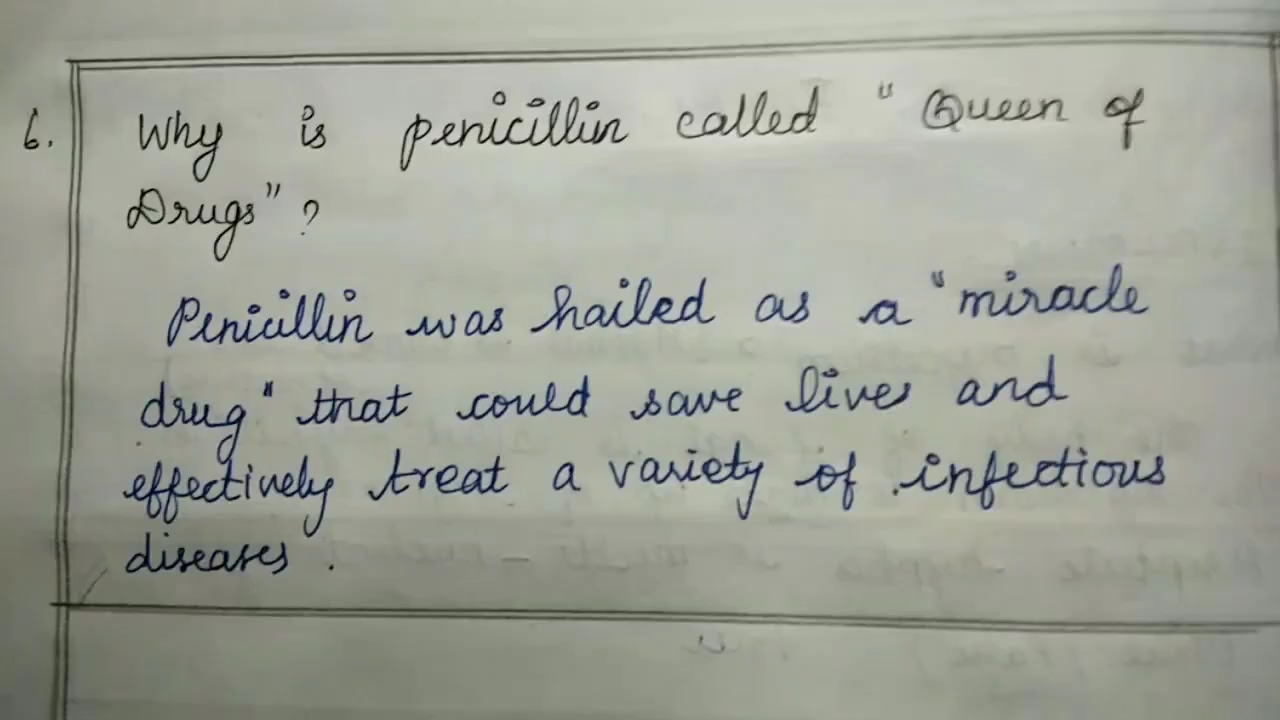 6. Why is penicillin called "Queen of
Drugs"?
Penicillin was hailed as a "miracle
drug" that could save lives and
effectively treat a variety of infectious
diseases.